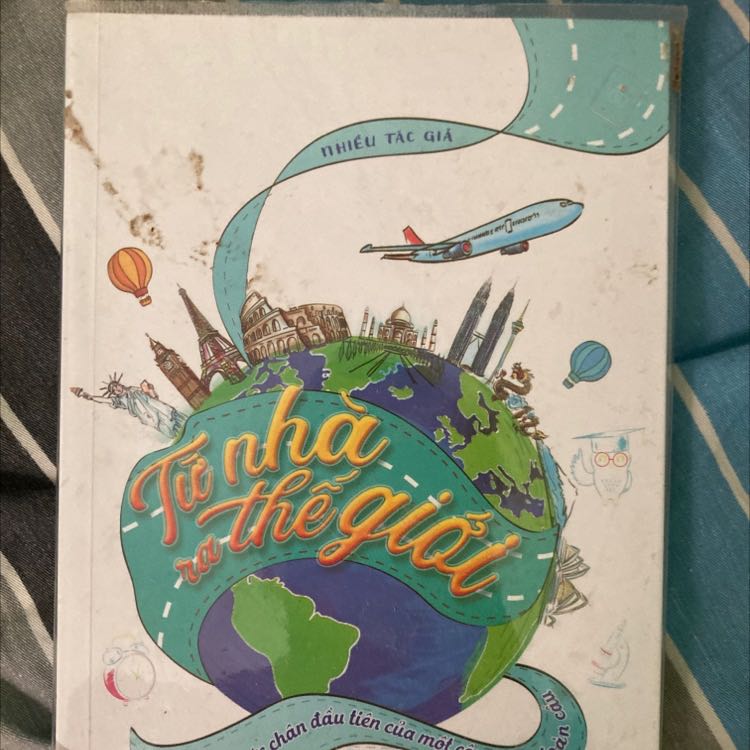 NHIỀU TÁC GIẢ
Từ nhà
ra thế giới
chân đầu tiên của một